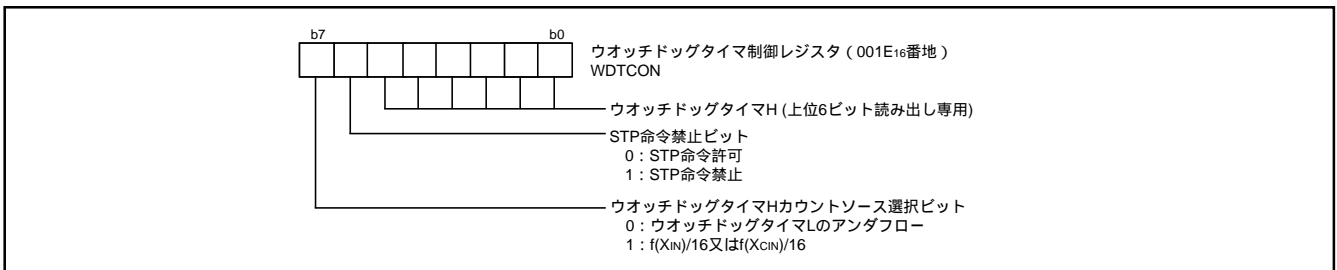 b7 b0
ウオッチドッグタイマ制御レジスタ（001E16番地）
WDTCON
ウオッチドッグタイマH (上位6ビット読み出し専用)
STP命令禁止ビット
0：STP命令許可
1：STP命令禁止
ウオッチドッグタイマHカウントソース選択ビット
0：ウオッチドッグタイマLのアンダフロー
1：f(XIN)/16又はf(XCIN)/16